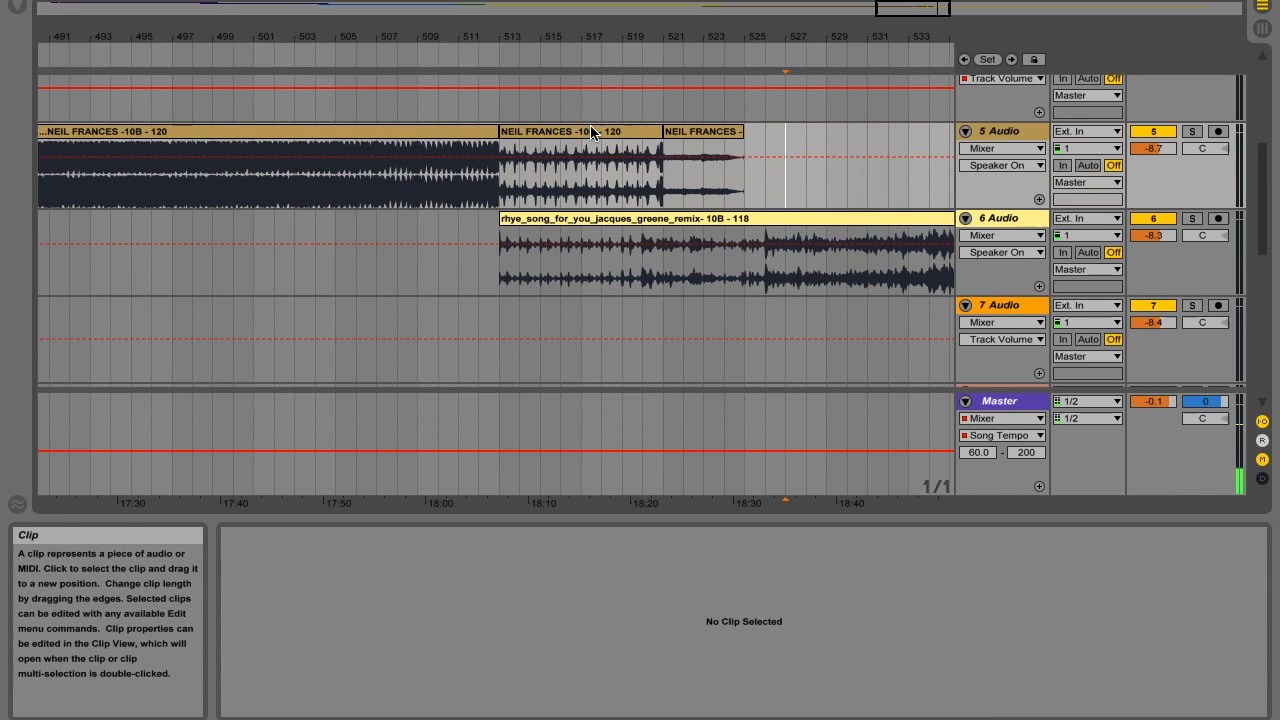 491 493 495 497 499 501 503 505 507 509 511 513 515 517 519 521 523 525 527 529 531 533
Set
Track Volume In Auto Off
Master
...NEIL FRANCES -10B - 120 NEIL FRANCES -10B - 120 NEIL FRANCES - 5 Audio Ext. In 5 S
Mixer 1 -8.7 C
Speaker On In Auto Off
Master
rhye_song_for_you_jacques_greene_remix- 10B - 118 6 Audio Ext. In 6 S
Mixer 1 -8.3 C
Speaker On In Auto Off
Master
7 Audio Ext. In 7 S
Mixer 1 -8.4 C
Track Volume In Auto Off
Master
Master 1/2 -0.1 0
Mixer 1/2 C
Song Tempo
60.0 - 200
1/1
17:30 17:40 17:50 18:00 18:10 18:20 18:30 18:40
I·O
R
M
D
Clip
A clip represents a piece of audio or
MIDI. Click to select the clip and drag it
to a new position. Change clip length
by dragging the edges. Selected clips
can be edited with any available Edit
menu commands. Clip properties can
be edited in the Clip View, which will
open when the clip or clip
multi-selection is double-clicked.
No Clip Selected